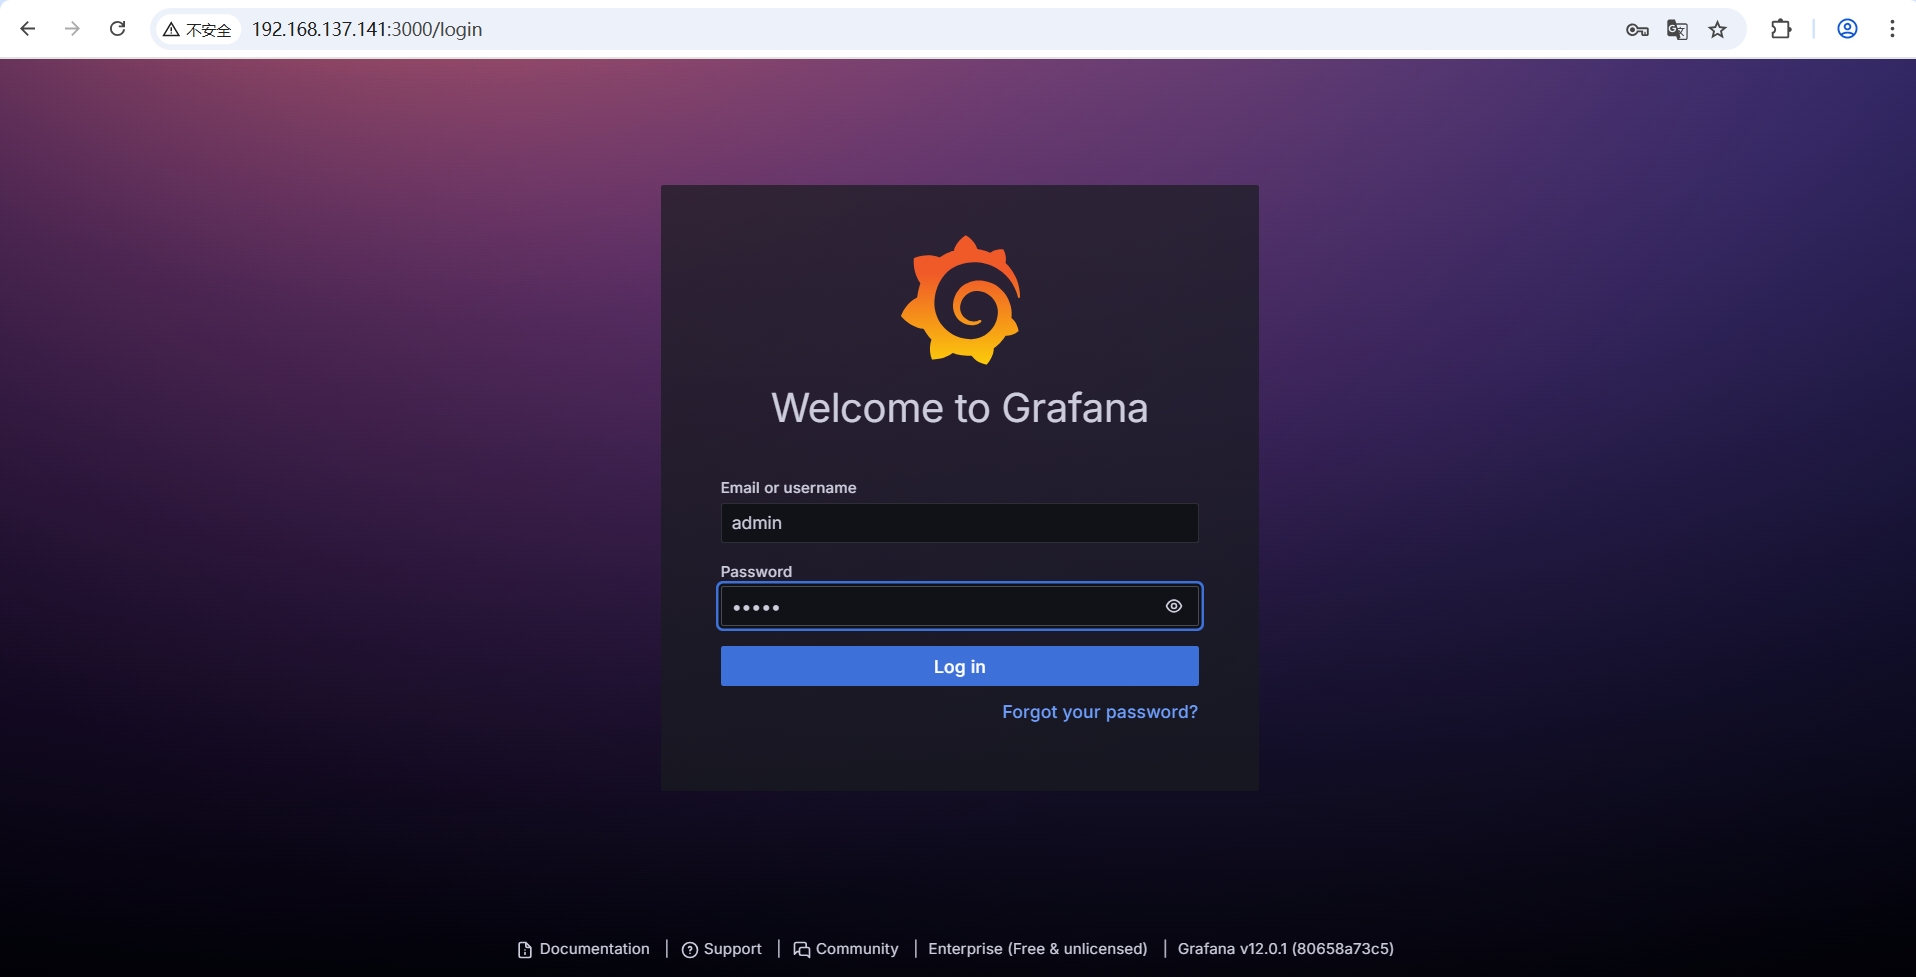 不安全 192.168.137.141:3000/login
Welcome to Grafana
Email or username
admin
Password
•••••
Log in
Forgot your password?
Documentation | Support | Community | Enterprise (Free & unlicensed) | Grafana v12.0.1 (80658a73c5)